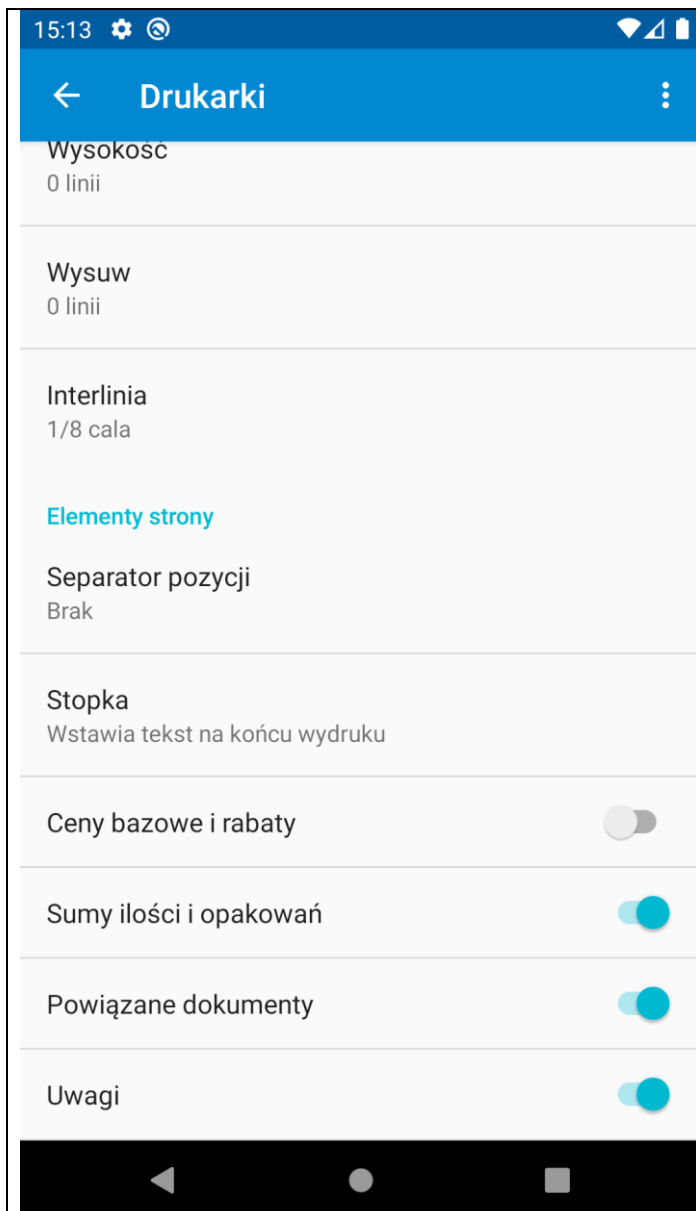 15:13
Drukarki
Wysokość
0 linii
Wysuw
0 linii
Interlinia
1/8 cala
Elementy strony
Separator pozycji
Brak
Stopka
Wstawia tekst na końcu wydruku
Ceny bazowe i rabaty
Sumy ilości i opakowań
Powiązane dokumenty
Uwagi